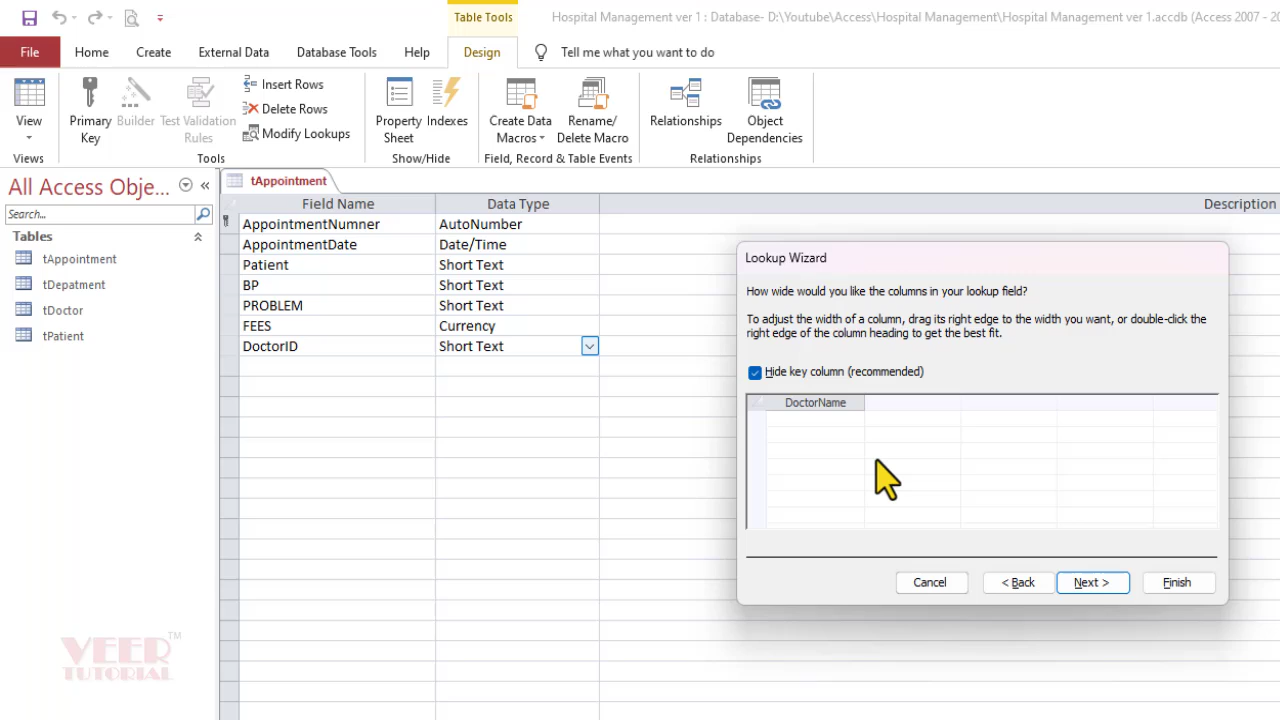 Table Tools
Hospital Management ver 1 : Database- D:\Youtube\Access\Hospital Management\Hospital Management ver 1.accdb (Access 2007 - 20
File
Home
Create
External Data
Database Tools
Help
Design
Tell me what you want to do
View
Primary Key
Builder
Test Validation Rules
Insert Rows
Delete Rows
Modify Lookups
Property Sheet
Indexes
Create Data Macros
Rename/ Delete Macro
Relationships
Object Dependencies
Views
Tools
Show/Hide
Field, Record & Table Events
Relationships
All Access Obje...
Search...
Tables
tAppointment
tDepatment
tDoctor
tPatient
tAppointment
Field Name Data Type Description
AppointmentNumner AutoNumber
AppointmentDate Date/Time
Patient Short Text
BP Short Text
PROBLEM Short Text
FEES Currency
DoctorID Short Text
Lookup Wizard
How wide would you like the columns in your lookup field?
To adjust the width of a column, drag its right edge to the width you want, or double-click the
right edge of the column heading to get the best fit.
Hide key column (recommended)
DoctorName
Cancel
< Back
Next >
Finish
VEER TM
TUTORIAL